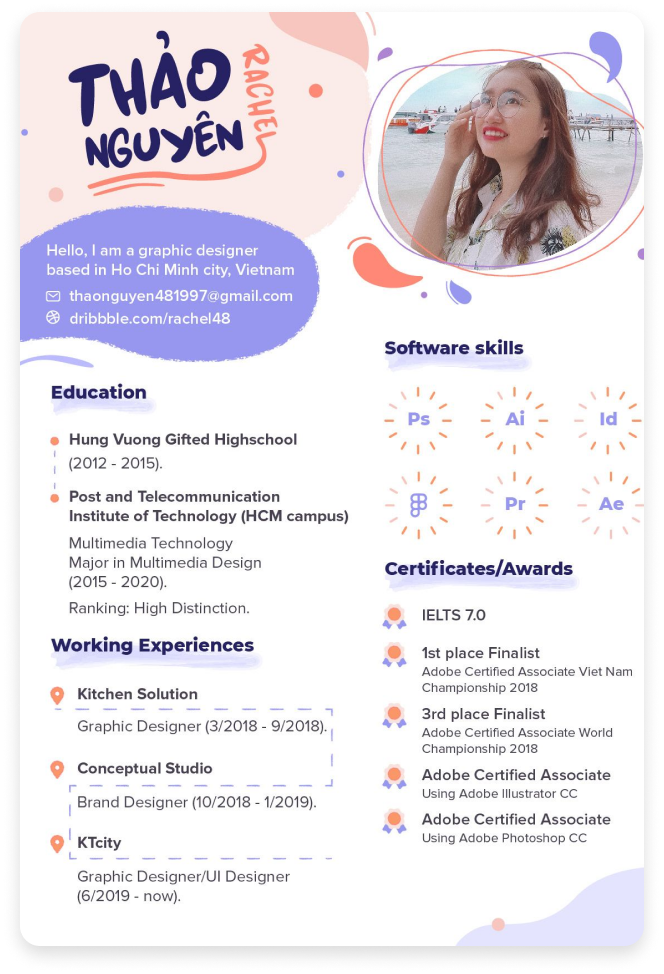 THẢO
NGUYÊN
RACHEL
Hello, I am a graphic designer
based in Ho Chi Minh city, Vietnam
thaonguyen481997@gmail.com
dribbble.com/rachel48
Education
Hung Vuong Gifted Highschool
(2012 - 2015).
Post and Telecommunication
Institute of Technology (HCM campus)
Multimedia Technology
Major in Multimedia Design
(2015 - 2020).
Ranking: High Distinction.
Working Experiences
Kitchen Solution
Graphic Designer (3/2018 - 9/2018).
Conceptual Studio
Brand Designer (10/2018 - 1/2019).
KTcity
Graphic Designer/UI Designer
(6/2019 - now).
Software skills
Ps Ai Id
Pr Ae
Certificates/Awards
IELTS 7.0
1st place Finalist
Adobe Certified Associate Viet Nam
Championship 2018
3rd place Finalist
Adobe Certified Associate World
Championship 2018
Adobe Certified Associate
Using Adobe Illustrator CC
Adobe Certified Associate
Using Adobe Photoshop CC